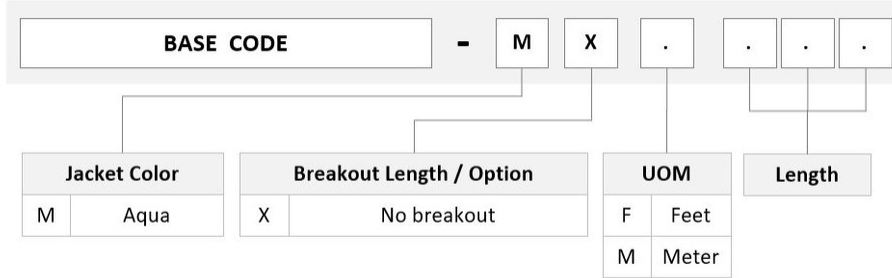 BASE CODE - M X . . . .
Jacket Color
M Aqua
Breakout Length / Option
X No breakout
UOM
F Feet
M Meter
Length